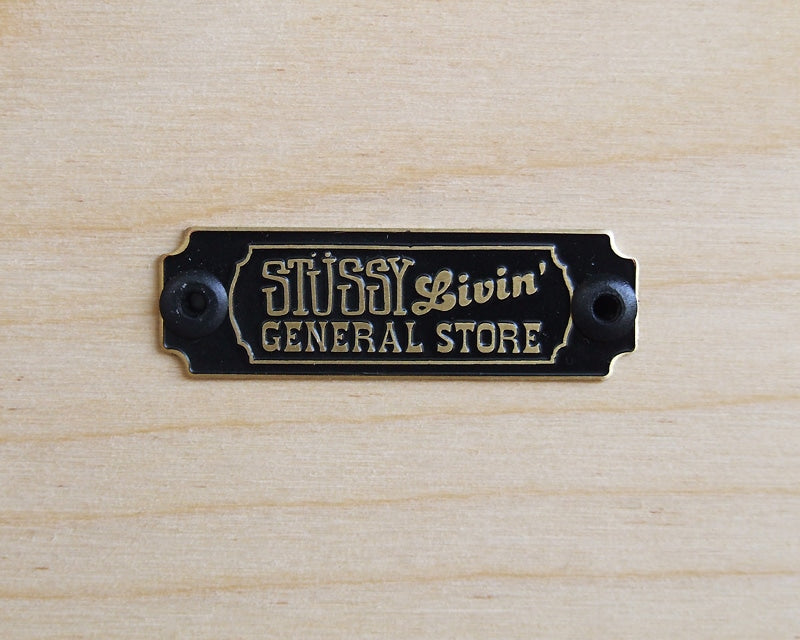 STÜSSY Livin'
GENERAL STORE